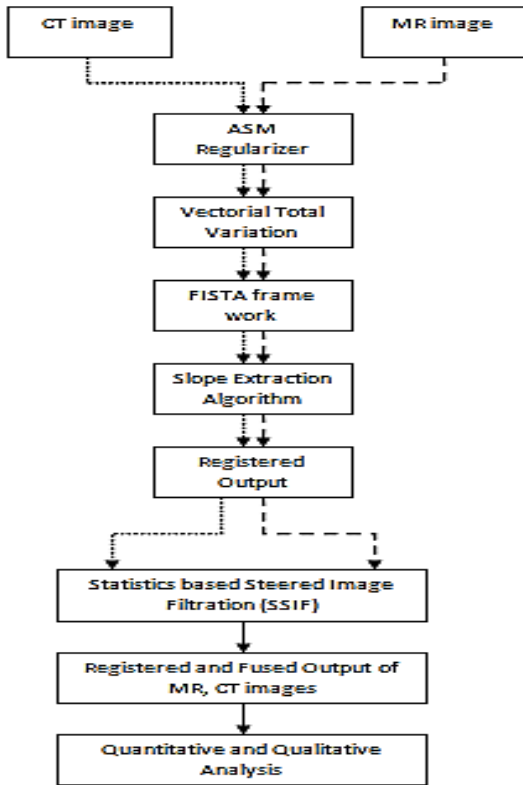 CT image
MR image
ASM
Regularizer
Vectorial Total
Variation
FISTA frame
work
Slope Extraction
Algorithm
Registered
Output
Statistics based Steered Image
Filtration (SSIF)
Registered and Fused Output of
MR, CT images
Quantitative and Qualitative
Analysis